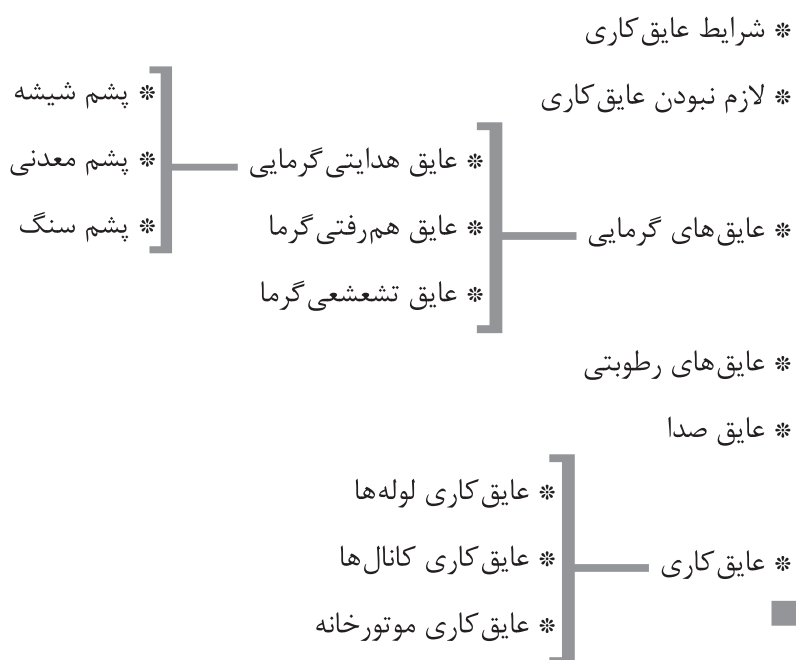 ❊ شرایط عایق‌کاری
❊ لازم نبودن عایق‌کاری
❊ عایق‌های گرمایی
❊ عایق هدایتی گرمایی
❊ پشم شیشه
❊ پشم معدنی
❊ پشم سنگ
❊ عایق هم‌رفتی گرما
❊ عایق تشعشعی گرما
❊ عایق‌های رطوبتی
❊ عایق صدا
❊ عایق‌کاری
❊ عایق‌کاری لوله‌ها
❊ عایق‌کاری کانال‌ها
❊ عایق‌کاری موتورخانه